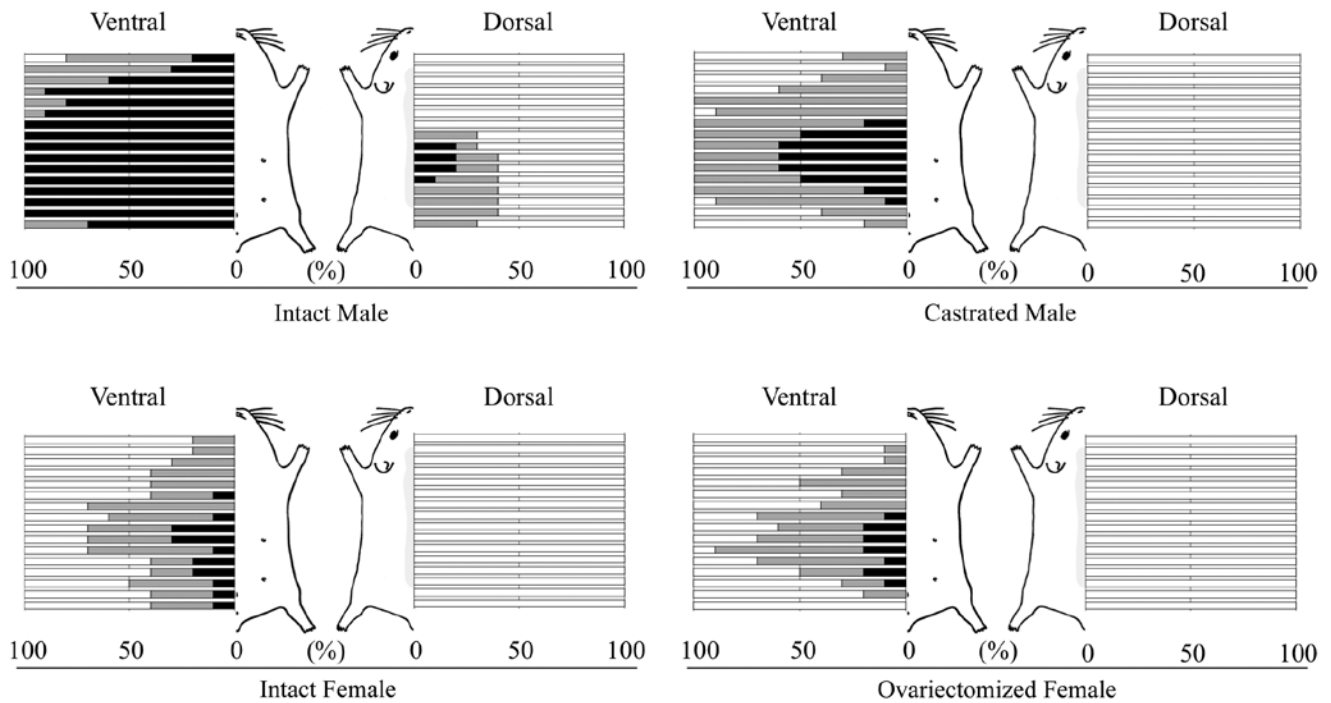 Ventral Dorsal Ventral Dorsal
100 50 0 (%) 0 50 100 100 50 0 (%) 0 50 100
Intact Male Castrated Male
Ventral Dorsal Ventral Dorsal
100 50 0 (%) 0 50 100 100 50 0 (%) 0 50 100
Intact Female Ovariectomized Female